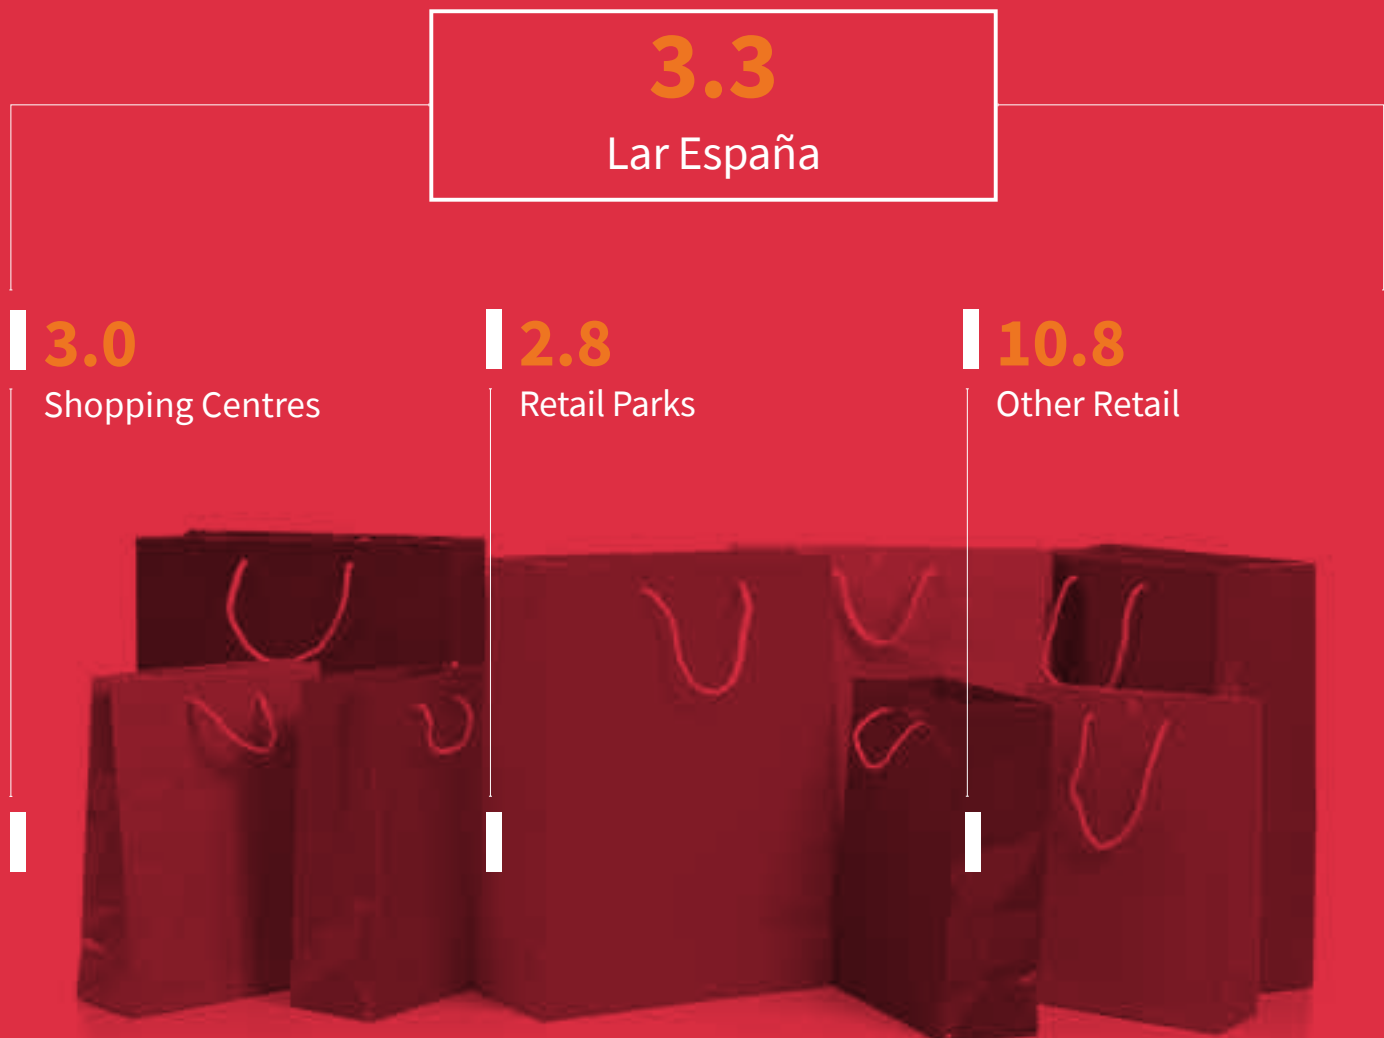 3.3
Lar España
3.0
Shopping Centres
2.8
Retail Parks
10.8
Other Retail